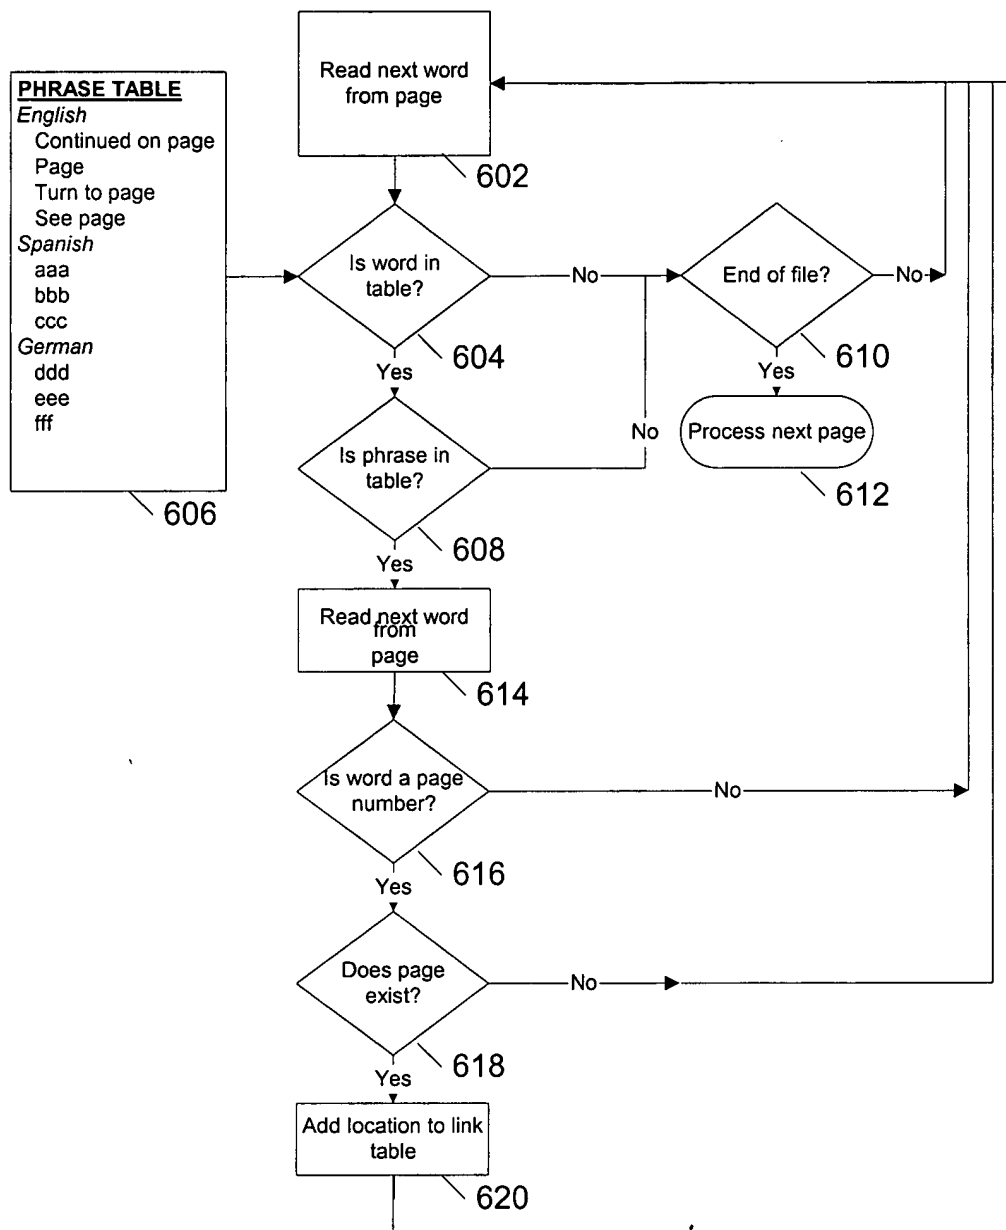 Read next word
from page
602
PHRASE TABLE
English
Continued on page
Page
Turn to page
See page
Spanish
aaa
bbb
ccc
German
ddd
eee
fff
606
Is word in
table?
604
No
End of file?
610
No
Yes
Process next page
612
Yes
Is phrase in
table?
608
No
Yes
Read next word
from
page
614
Is word a page
number?
616
No
Yes
Does page
exist?
618
No
Yes
Add location to link
table
620